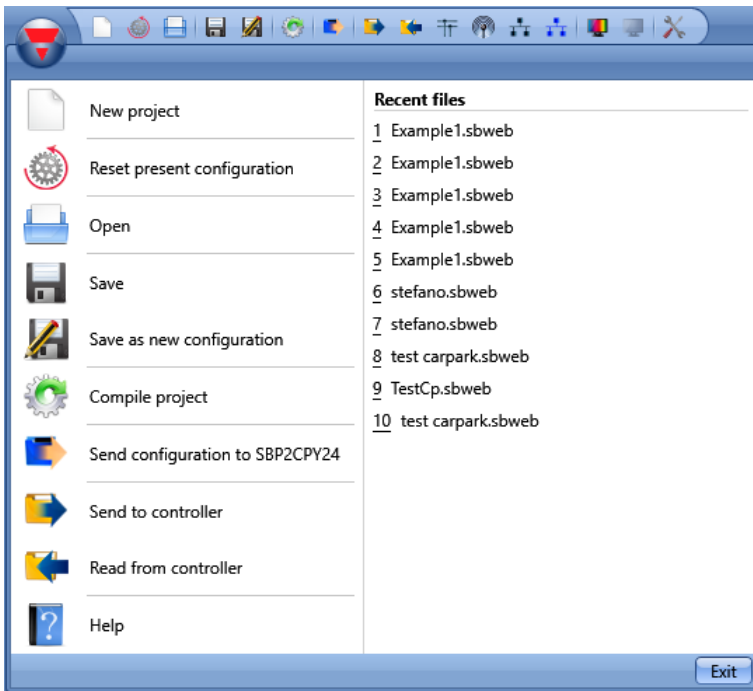 New project
Reset present configuration
Open
Save
Save as new configuration
Compile project
Send configuration to SBP2CPY24
Send to controller
Read from controller
Help
Recent files
1 Example1.sbweb
2 Example1.sbweb
3 Example1.sbweb
4 Example1.sbweb
5 Example1.sbweb
6 stefano.sbweb
7 stefano.sbweb
8 test carpark.sbweb
9 TestCp.sbweb
10 test carpark.sbweb
Exit